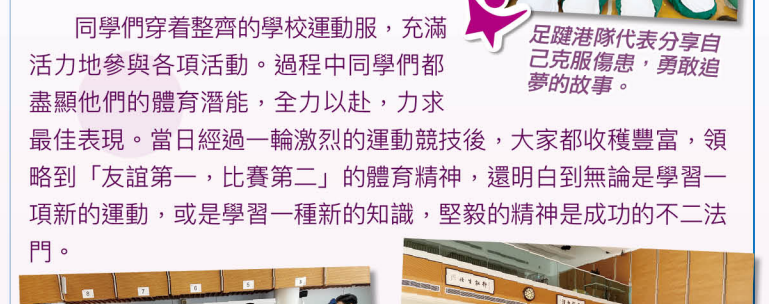 同學們穿着整齊的學校運動服，充滿
活力地參與各項活動。過程中同學們都
盡顯他們的體育潛能，全力以赴，力求
最佳表現。當日經過一輪激烈的運動競技後，大家都收穫豐富，領
略到「友誼第一，比賽第二」的體育精神，還明白到無論是學習一
項新的運動，或是學習一種新的知識，堅毅的精神是成功的不二法
門。
足毽港隊代表分享自
己克服傷患，勇敢追
夢的故事。
8
7
6
5